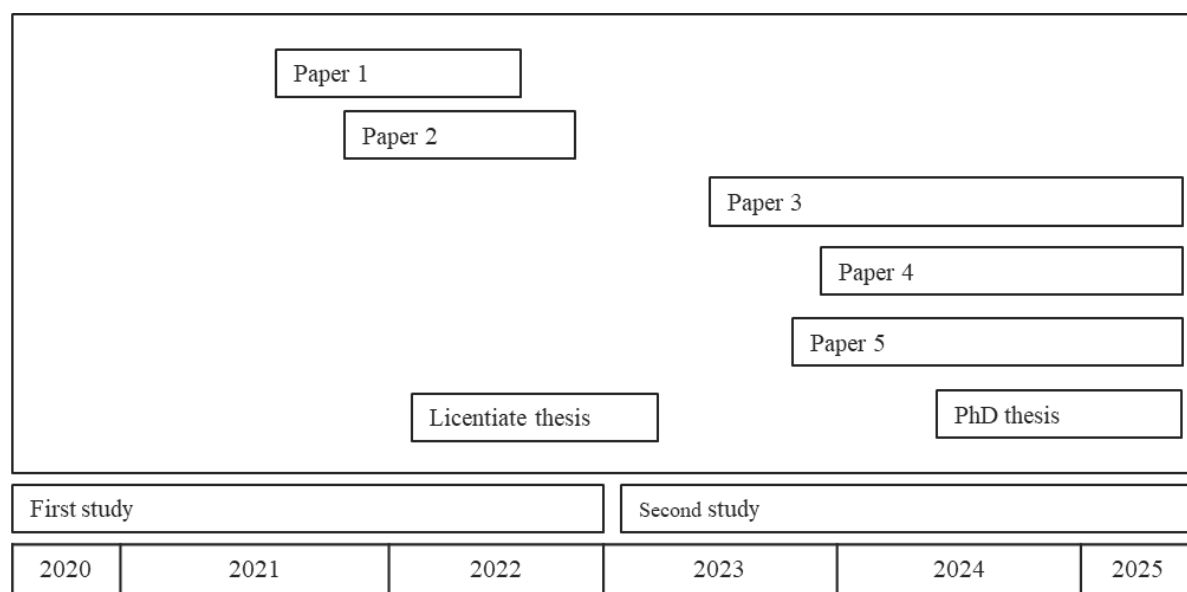 Paper 1
Paper 2
Paper 3
Paper 4
Paper 5
Licentiate thesis
PhD thesis
First study
Second study
2020
2021
2022
2023
2024
2025